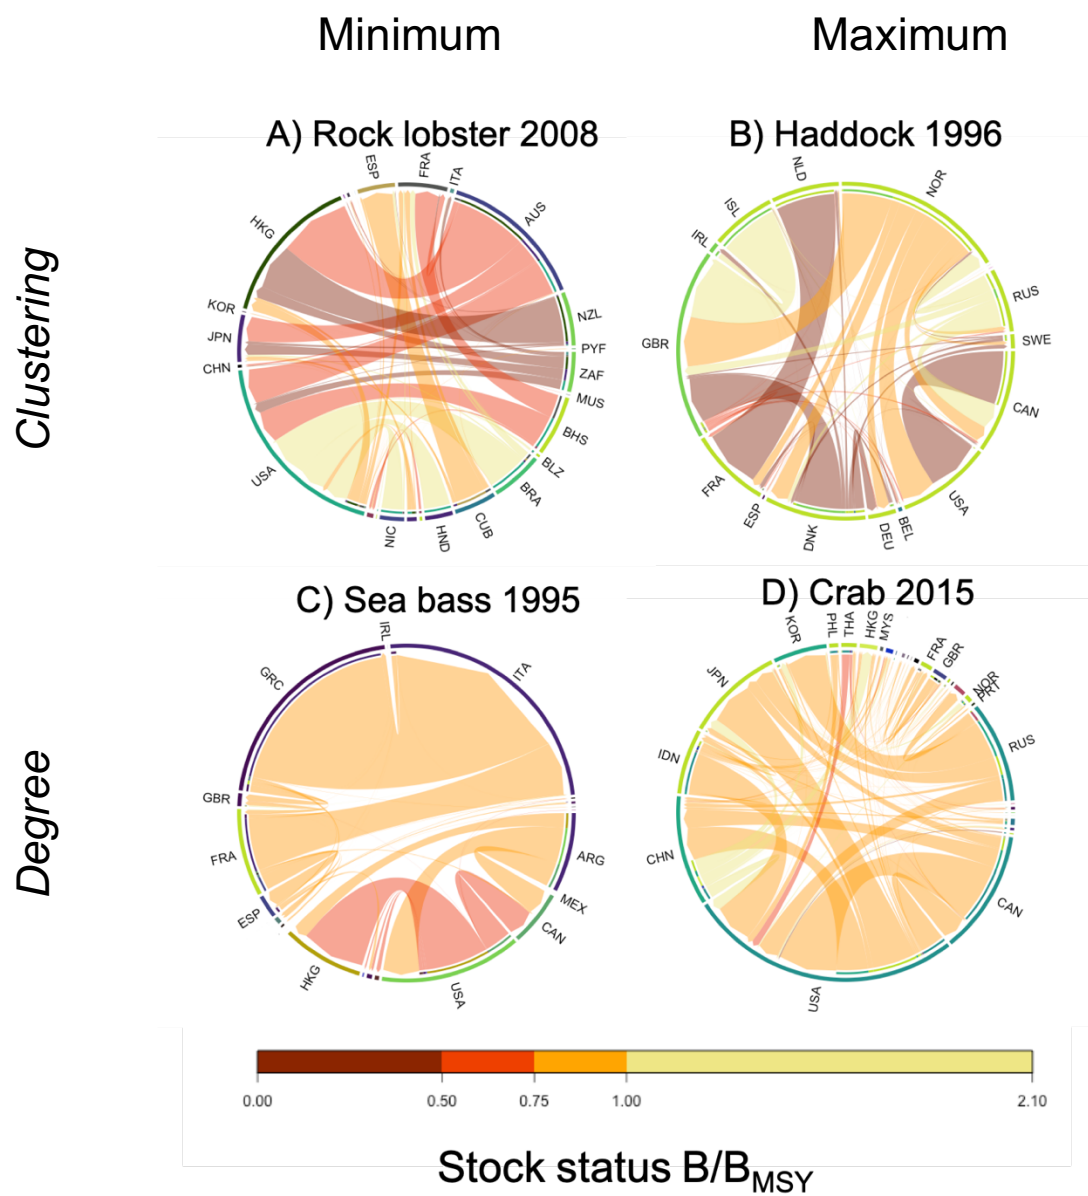 Minimum Maximum
Clustering
A) Rock lobster 2008
ESP
FRA
ITA
AUS
NZL
PYF
ZAF
MUS
BHS
BLZ
BRA
CUB
HND
NIC
USA
CHN
JPN
KOR
HKG
B) Haddock 1996
NLD
NOR
RUS
SWE
CAN
USA
BEL
DEU
DNK
ESP
FRA
GBR
IRL
ISL
Degree
C) Sea bass 1995
IRL
ITA
ARG
MEX
CAN
USA
HKG
ESP
FRA
GBR
GRC
D) Crab 2015
KOR
PHL
THA
HKG
MYS
FRA
GBR
NOR
PRT
RUS
CAN
USA
CHN
IDN
JPN
0.00 0.50 0.75 1.00 2.10
Stock status B/B_MSY